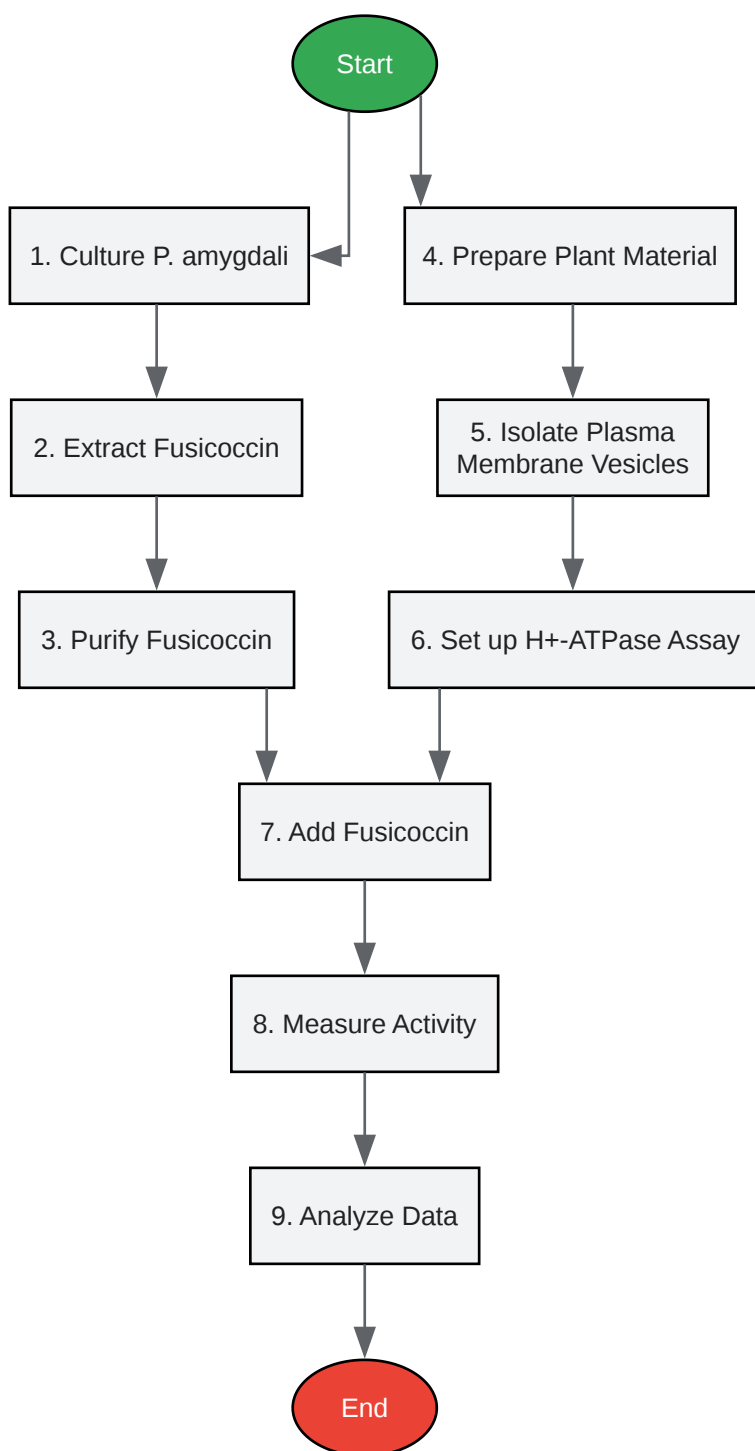 Start
1. Culture P. amygdali
4. Prepare Plant Material
2. Extract Fusicoccin
5. Isolate Plasma
Membrane Vesicles
3. Purify Fusicoccin
6. Set up H+-ATPase Assay
7. Add Fusicoccin
8. Measure Activity
9. Analyze Data
End